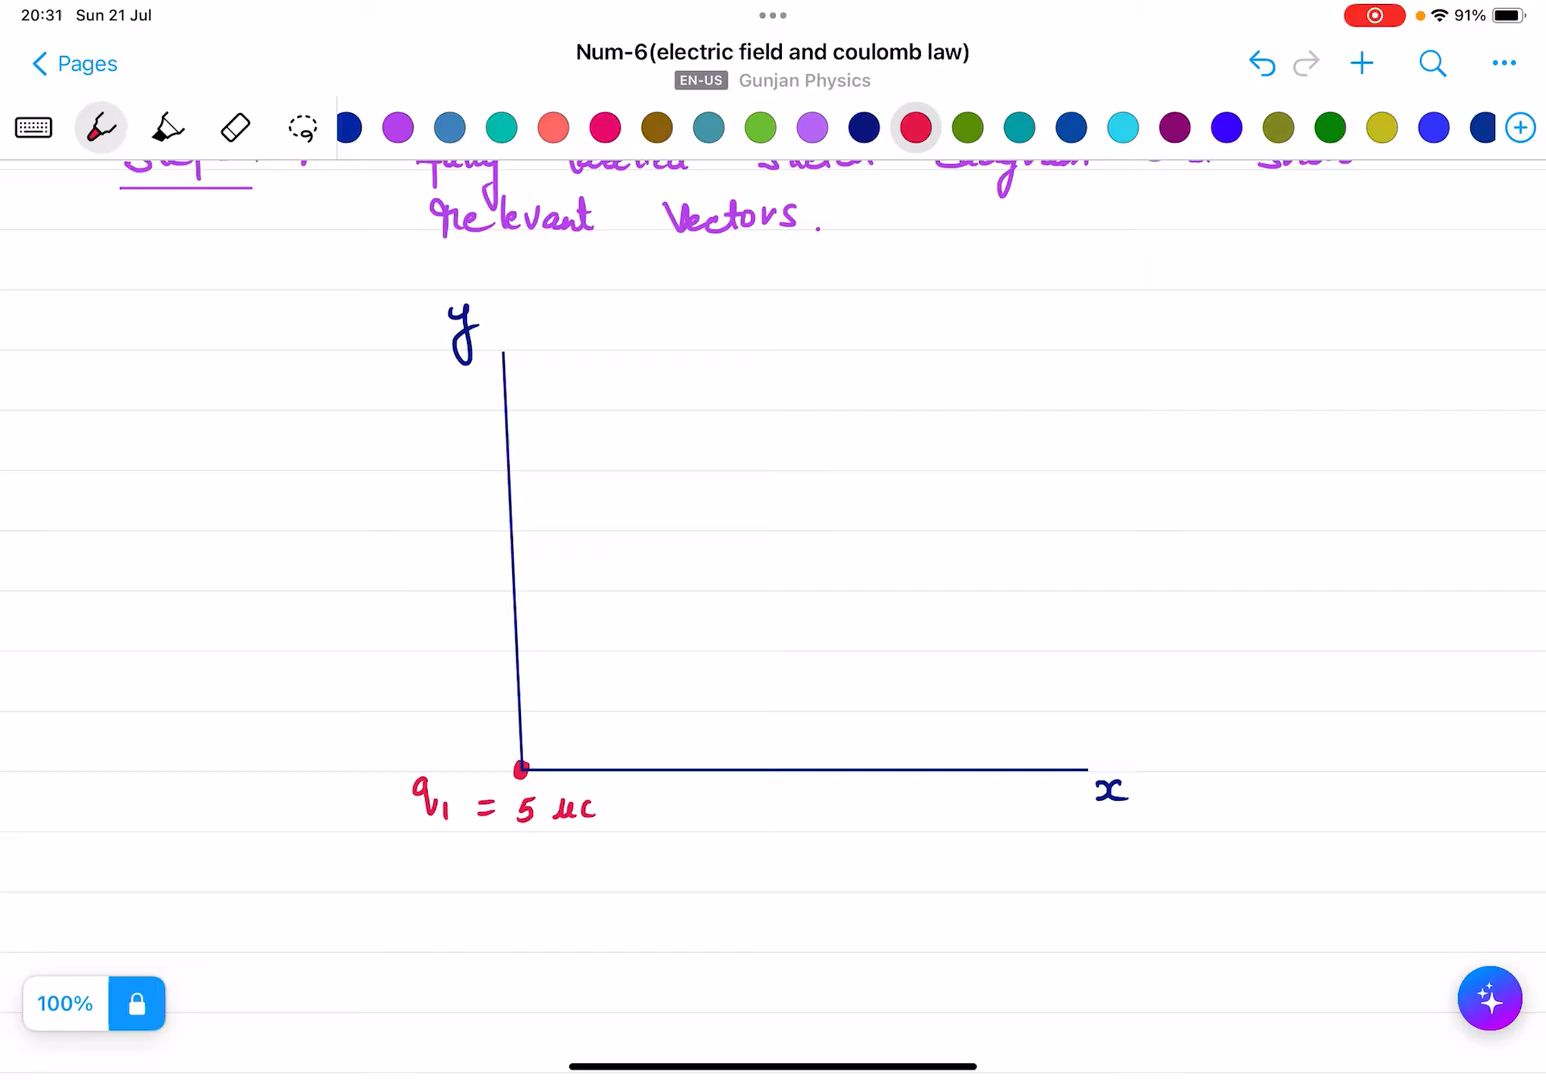 20:31 Sun 21 Jul
91%
Pages
Num-6(electric field and coulomb law)
EN-US Gunjan Physics
relevant vectors.
y
x
q1 = 5 μc
100%